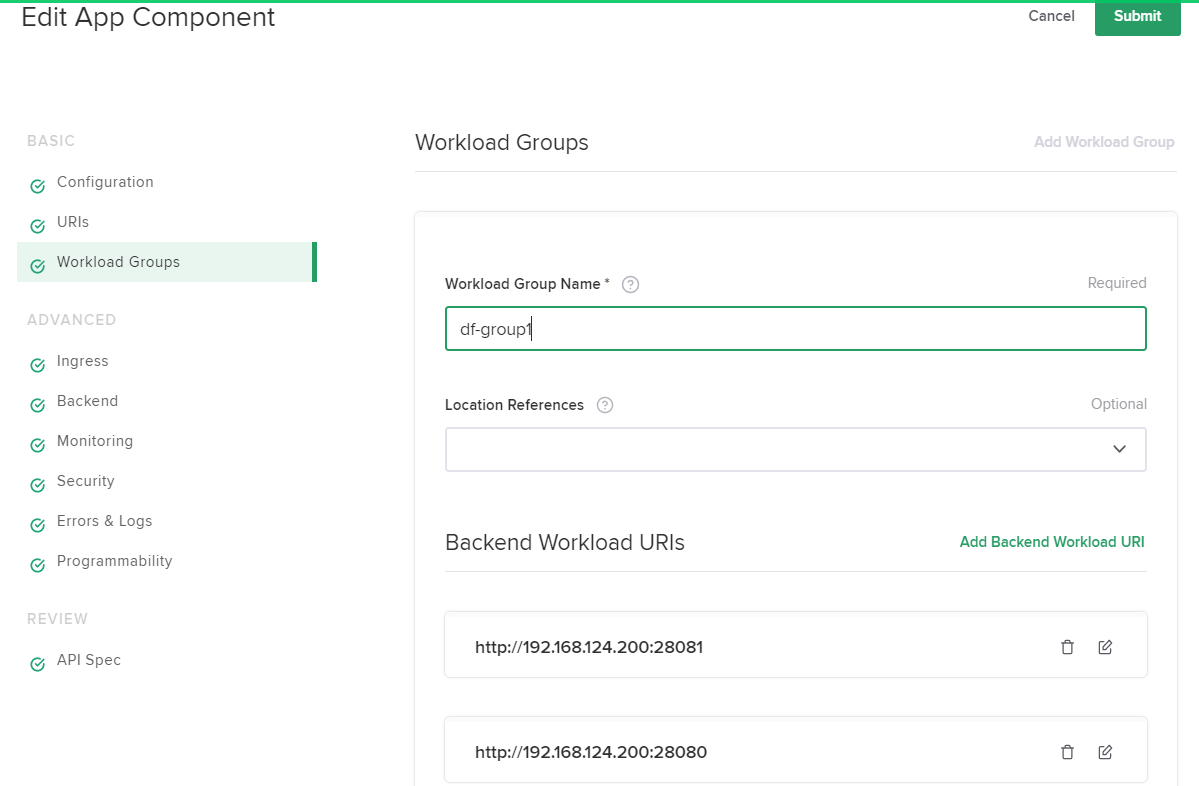 Edit App Component
Cancel
Submit
BASIC
Configuration
URIs
Workload Groups
ADVANCED
Ingress
Backend
Monitoring
Security
Errors & Logs
Programmability
REVIEW
API Spec
Workload Groups
Add Workload Group
Workload Group Name * ?
Required
df-group1
Location References ?
Optional
Backend Workload URIs
Add Backend Workload URI
http://192.168.124.200:28081
http://192.168.124.200:28080